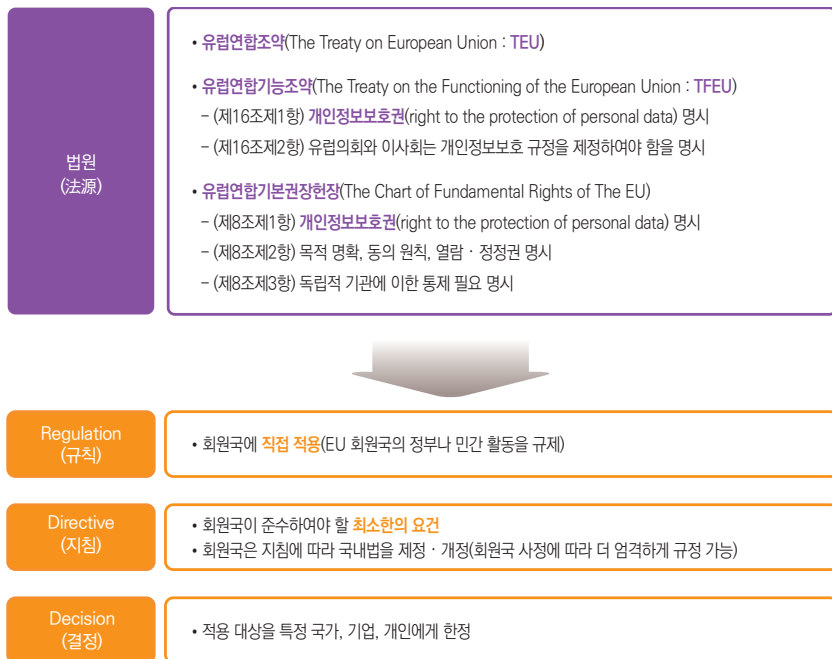 법원
(法源)
• 유럽연합조약(The Treaty on European Union : TEU)
• 유럽연합기능조약(The Treaty on the Functioning of the European Union : TFEU)
– (제16조제1항) 개인정보보호권(right to the protection of personal data) 명시
– (제16조제2항) 유럽의회와 이사회는 개인정보보호 규정을 제정하여야 함을 명시
• 유럽연합기본권장헌장(The Chart of Fundamental Rights of The EU)
– (제8조제1항) 개인정보보호권(right to the protection of personal data) 명시
– (제8조제2항) 목적 명확, 동의 원칙, 열람 · 정정권 명시
– (제8조제3항) 독립적 기관에 이한 통제 필요 명시
Regulation
(규칙)
• 회원국에 직접 적용(EU 회원국의 정부나 민간 활동을 규제)
Directive
(지침)
• 회원국이 준수하여야 할 최소한의 요건
• 회원국은 지침에 따라 국내법을 제정 · 개정(회원국 사정에 따라 더 엄격하게 규정 가능)
Decision
(결정)
• 적용 대상을 특정 국가, 기업, 개인에게 한정